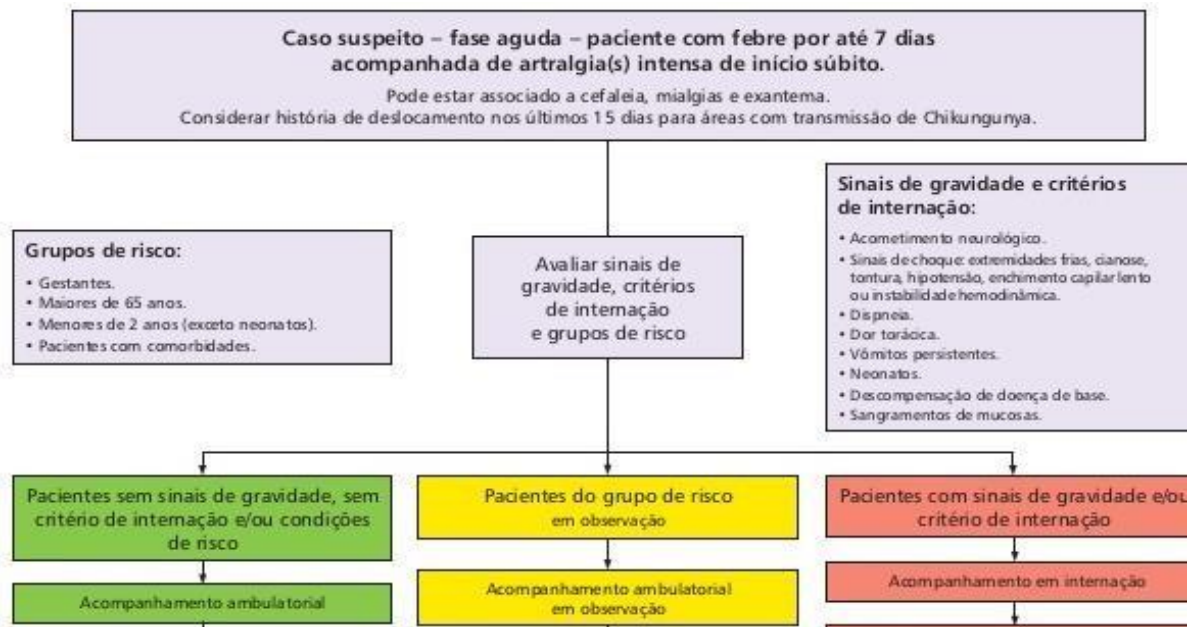 Caso suspeito – fase aguda – paciente com febre por até 7 dias
acompanhada de artralgia(s) intensa de início súbito.
Pode estar associado a cefaleia, mialgias e exantema.
Considerar história de deslocamento nos últimos 15 dias para áreas com transmissão de Chikungunya.
Grupos de risco:
• Gestantes.
• Maiores de 65 anos.
• Menores de 2 anos (exceto neonatos).
• Pacientes com comorbidades.
Avaliar sinais de
gravidade, critérios
de internação
e grupos de risco
Sinais de gravidade e critérios
de internação:
• Acometimento neurológico.
• Sinais de choque: extremidades frias, cianose,
tontura, hipotensão, enchimento capilar lento
ou instabilidade hemodinâmica.
• Dispneia.
• Dor torácica.
• Vômitos persistentes.
• Neonatos.
• Descompensação de doença de base.
• Sangramentos de mucosas.
Pacientes sem sinais de gravidade, sem
critério de internação e/ou condições
de risco
Acompanhamento ambulatorial
Pacientes do grupo de risco
em observação
Acompanhamento ambulatorial
em observação
Pacientes com sinais de gravidade e/ou
critério de internação
Acompanhamento em internação